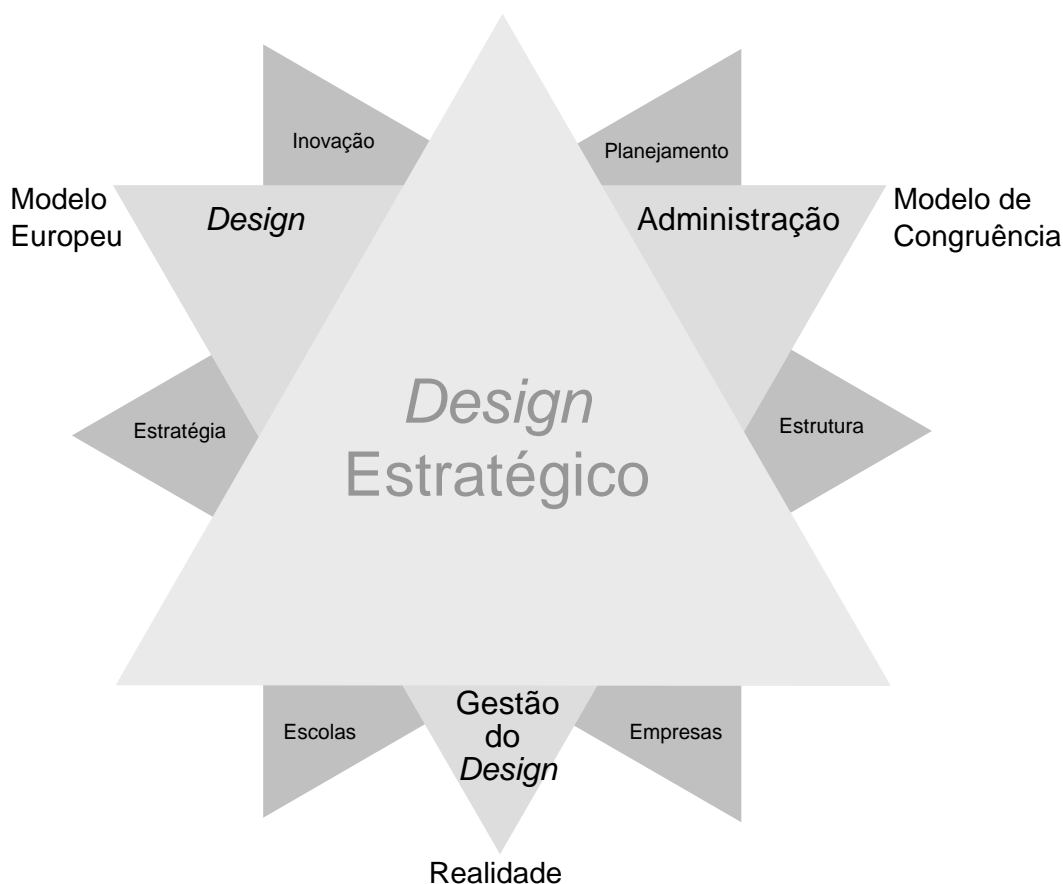 Inovação
Planejamento
Modelo
Europeu
Design
Administração
Modelo de
Congruência
Design
Estratégico
Estratégia
Estrutura
Escolas
Gestão
do
Design
Empresas
Realidade